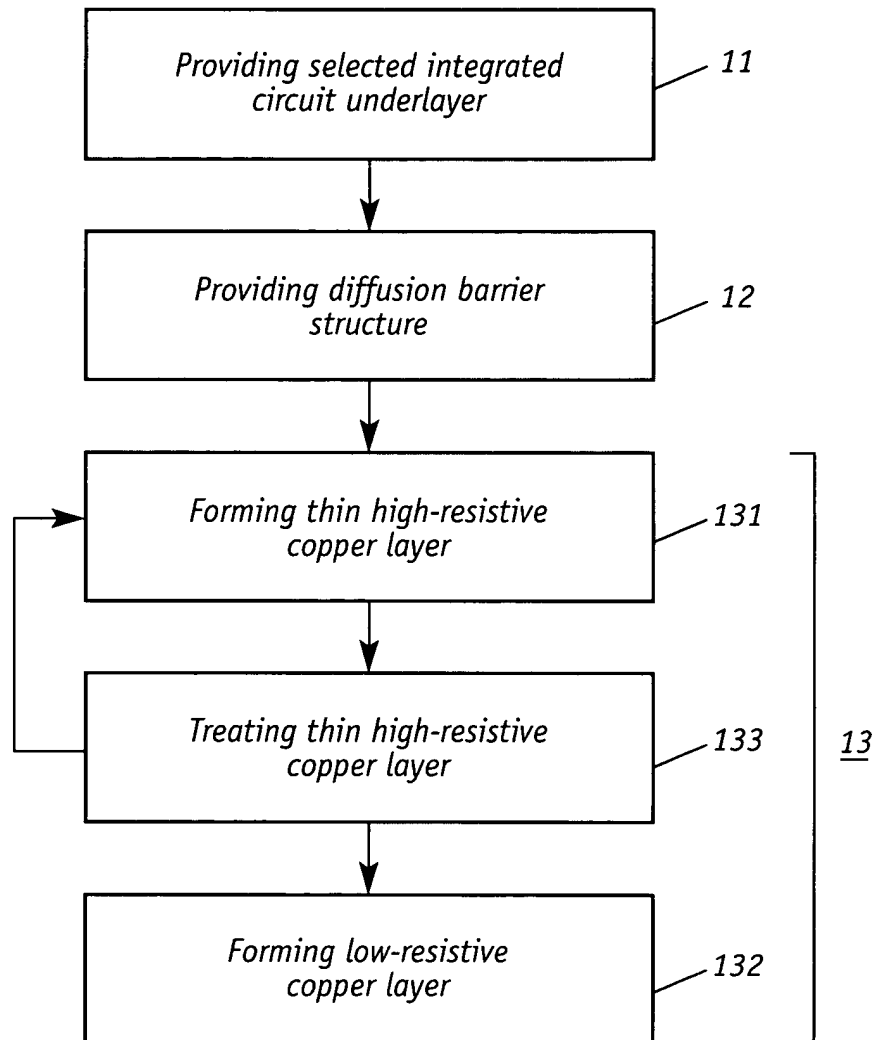 Providing selected integrated
circuit underlayer
11
Providing diffusion barrier
structure
12
Forming thin high-resistive
copper layer
131
Treating thin high-resistive
copper layer
133
13
Forming low-resistive
copper layer
132